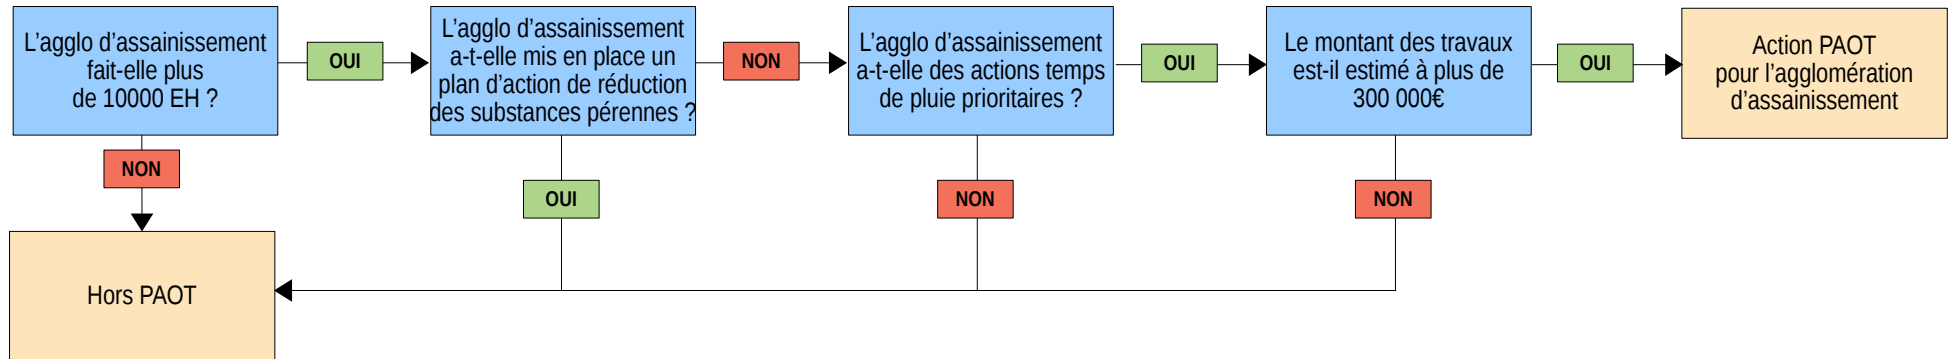 L’agglo d’assainissement
fait-elle plus
de 10000 EH ?
OUI
L’agglo d’assainissement
a-t-elle mis en place un
plan d’action de réduction
des substances pérennes ?
NON
L’agglo d’assainissement
a-t-elle des actions temps
de pluie prioritaires ?
OUI
Le montant des travaux
est-il estimé à plus de
300 000€
OUI
Action PAOT
pour l’agglomération
d’assainissement
NON
OUI
NON
NON
Hors PAOT